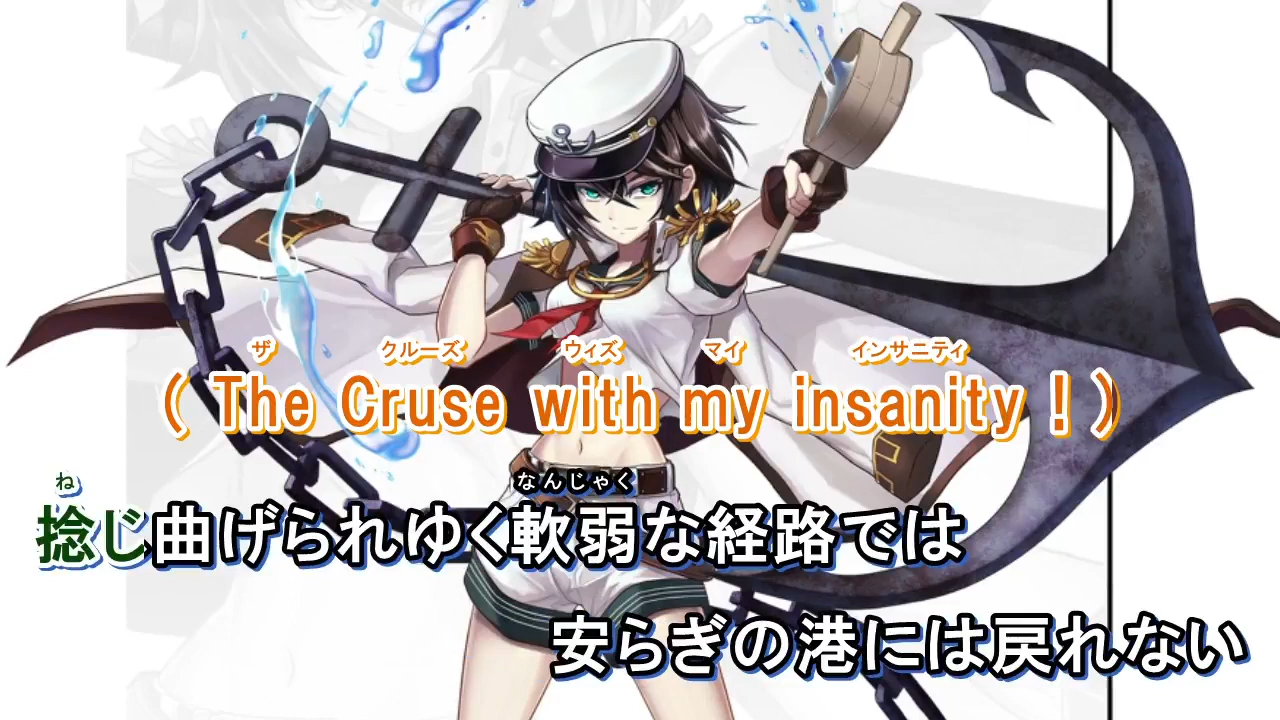 ザ クルーズ ウィズ マイ インサニティ
( The Cruse with my insanity ! )
ね なんじゃく
捻じ曲げられゆく軟弱な経路では
安らぎの港には戻れない